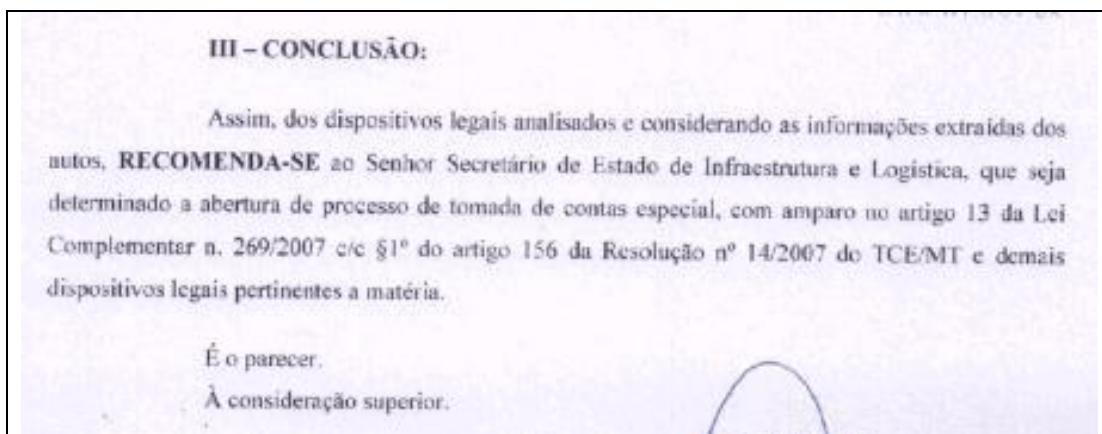 III – CONCLUSÃO:
Assim, dos dispositivos legais analisados e considerando as informações extraídas dos
autos, RECOMENDA-SE ao Senhor Secretário de Estado de Infraestrutura e Logística, que seja
determinado a abertura de processo de tomada de contas especial, com amparo no artigo 13 da Lei
Complementar n. 269/2007 c/c §1º do artigo 156 da Resolução nº 14/2007 do TCE/MT e demais
dispositivos legais pertinentes a matéria.
É o parecer.
À consideração superior.